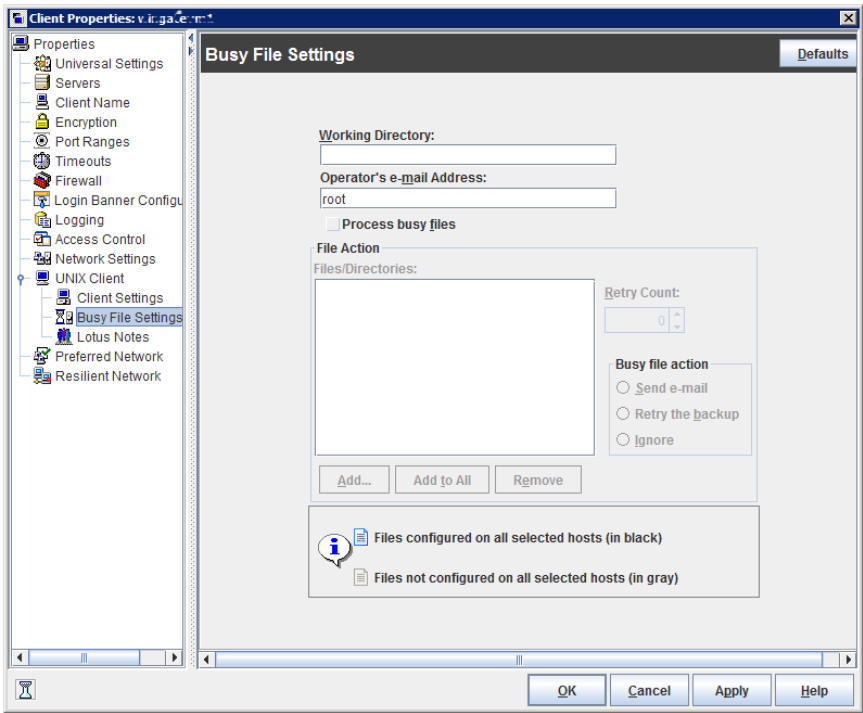 Client Properties:
Properties
Universal Settings
Servers
Client Name
Encryption
Port Ranges
Timeouts
Firewall
Login Banner Configu
Logging
Access Control
Network Settings
UNIX Client
Client Settings
Busy File Settings
Lotus Notes
Preferred Network
Resilient Network
Busy File Settings
Defaults
Working Directory:
Operator's e-mail Address:
root
Process busy files
File Action
Files/Directories:
Retry Count:
0
Busy file action
Send e-mail
Retry the backup
Ignore
Add...
Add to All
Remove
Files configured on all selected hosts (in black)
Files not configured on all selected hosts (in gray)
OK
Cancel
Apply
Help